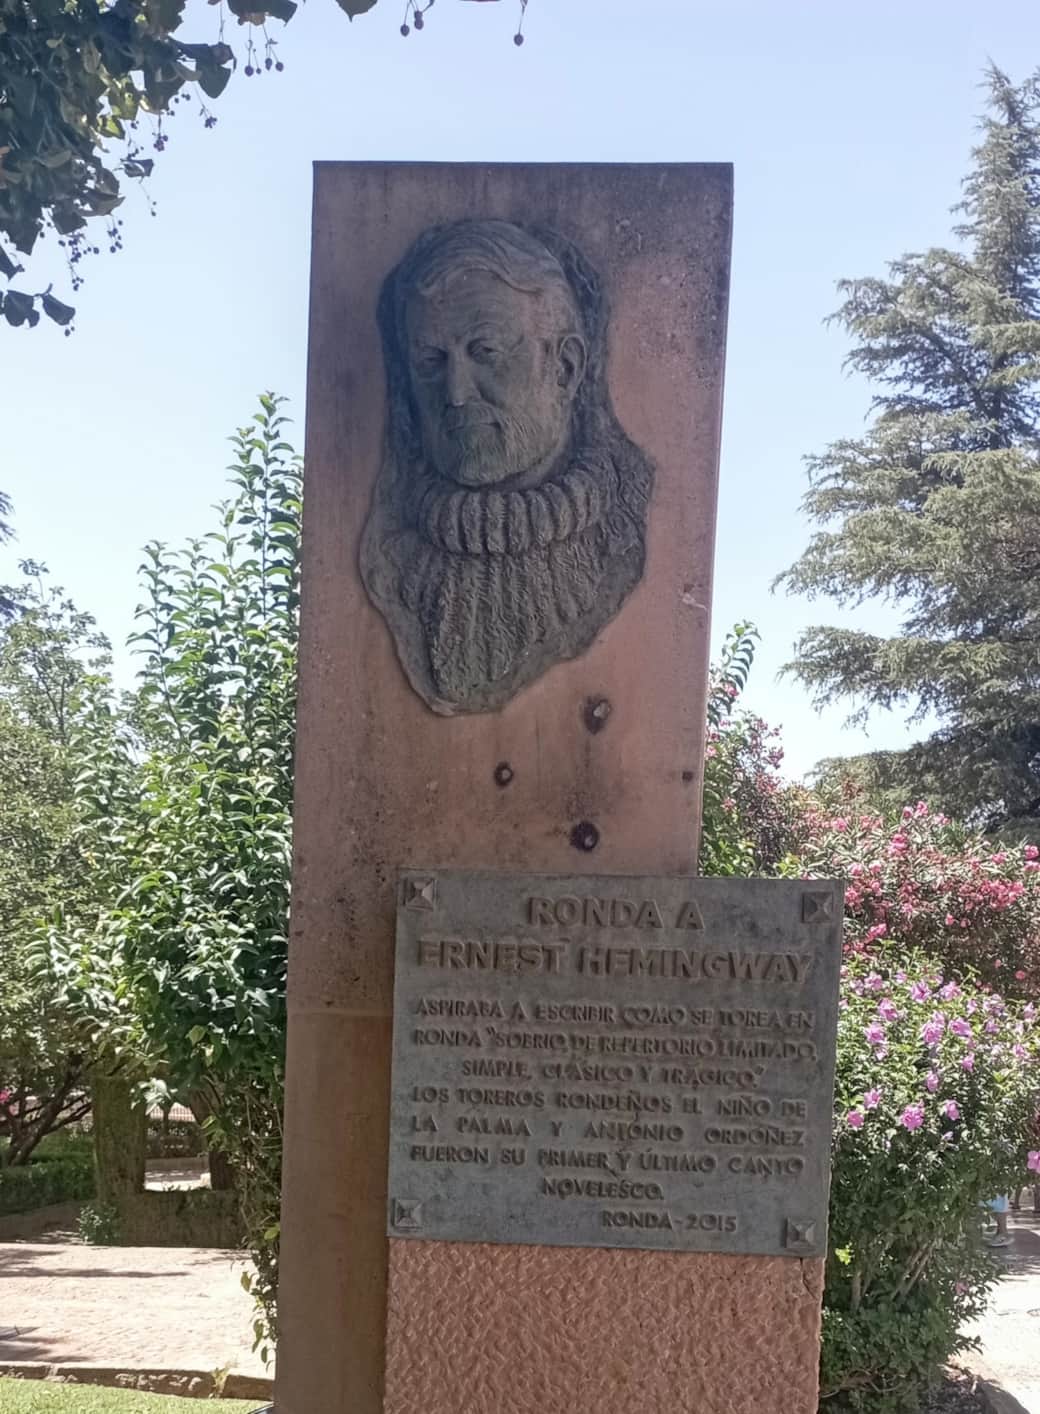 RONDA A
ERNEST HEMINGWAY
ASPIRABA A ESCRIBIR COMO SE TOREA EN
RONDA "SOBRIO DE REPERTORIO LIMITADO,
SIMPLE, CLÁSICO Y TRÁGICO."
LOS TOREROS RONDEÑOS EL NIÑO DE
LA PALMA Y ANTONIO ORDÓÑEZ
FUERON SU PRIMER Y ÚLTIMO CANTO
NOVELESCO.
RONDA-2015